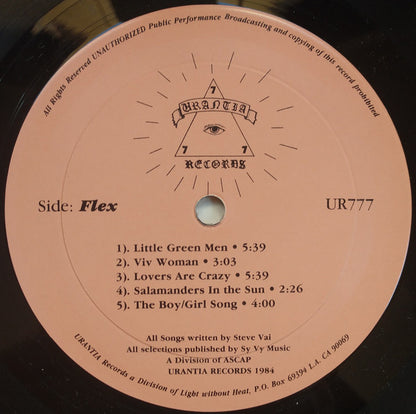 All Rights Reserved UNAUTHORIZED Public Performance Broadcasting and copying of this record prohibited
7
URANTIA
7 7
RECORDS
Side: Flex
UR777
1). Little Green Men • 5:39
2). Viv Woman • 3:03
3). Lovers Are Crazy • 5:39
4). Salamanders In the Sun • 2:26
5). The Boy/Girl Song • 4:00
All Songs written by Steve Vai
All selections published by Sy Vy Music
A Division of ASCAP
URANTIA RECORDS 1984
URANTIA Records a Division of Light without Heat, P.O. Box 69394 L.A. CA 90069